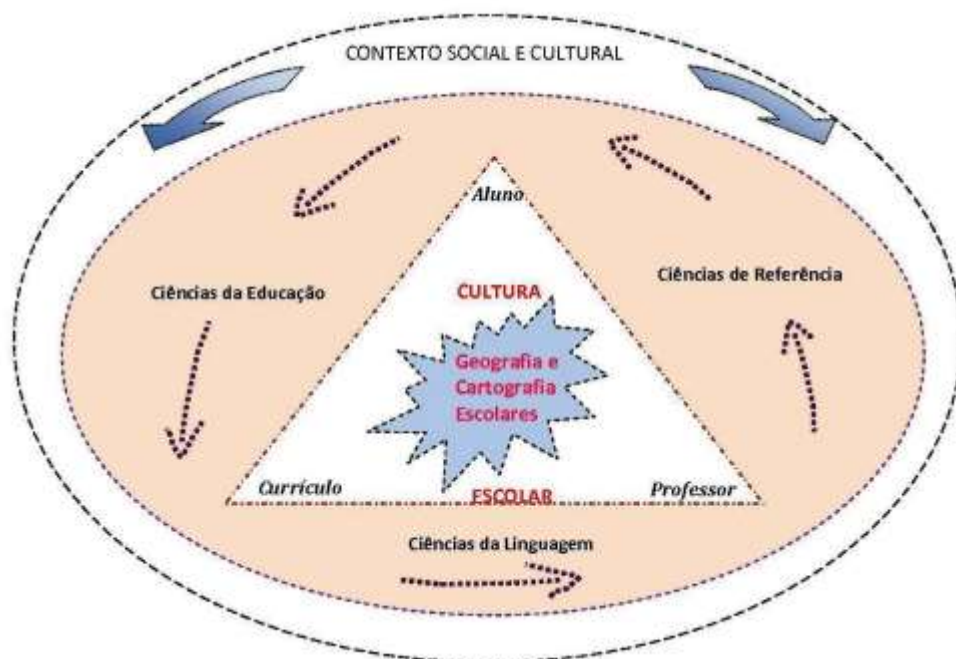 CONTEXTO SOCIAL E CULTURAL
Aluno
Ciências da Educação
Ciências de Referência
CULTURA
Geografia e
Cartografia
Escolares
Currículo
ESCOLAR
Professor
Ciências da Linguagem